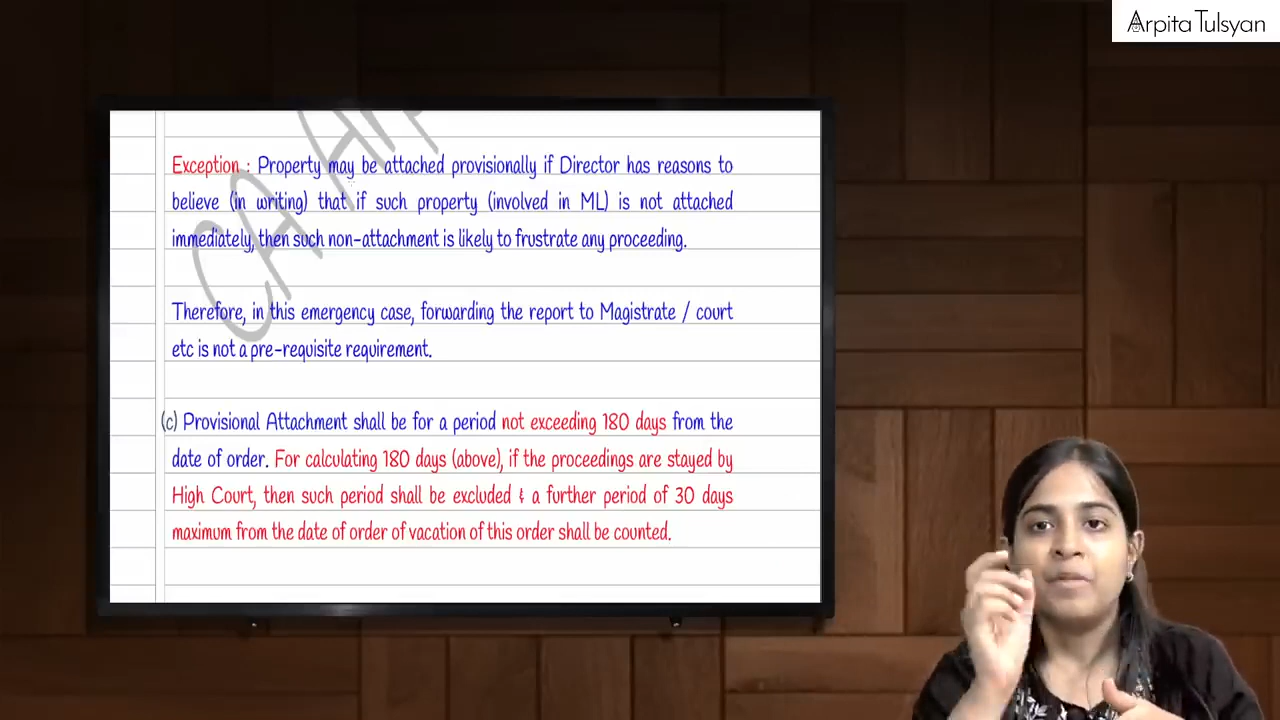 Arpita Tulsyan
CA Arp
Exception : Property may be attached provisionally if Director has reasons to
believe (in writing) that if such property (involved in ML) is not attached
immediately, then such non-attachment is likely to frustrate any proceeding.
Therefore, in this emergency case, forwarding the report to Magistrate / court
etc is not a pre-requisite requirement.
(c) Provisional Attachment shall be for a period not exceeding 180 days from the
date of order. For calculating 180 days (above), if the proceedings are stayed by
High Court, then such period shall be excluded & a further period of 30 days
maximum from the date of order of vacation of this order shall be counted.